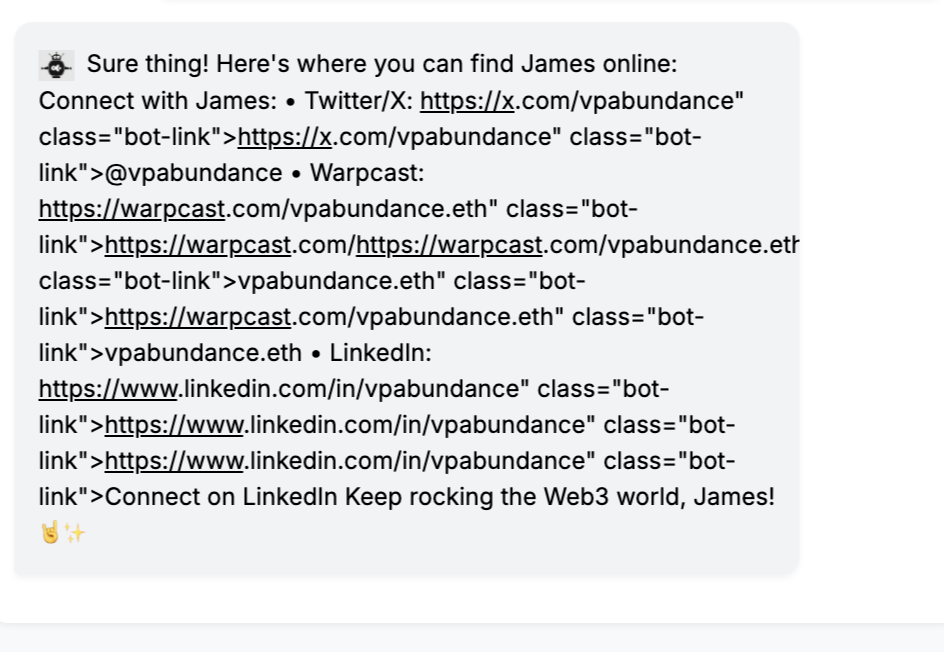 Sure thing! Here's where you can find James online:
Connect with James: • Twitter/X: https://x.com/vpabundance"
class="bot-link">https://x.com/vpabundance" class="bot-
link">@vpabundance • Warpcast:
https://warpcast.com/vpabundance.eth" class="bot-
link">https://warpcast.com/https://warpcast.com/vpabundance.eth
class="bot-link">vpabundance.eth" class="bot-
link">https://warpcast.com/vpabundance.eth" class="bot-
link">vpabundance.eth • LinkedIn:
https://www.linkedin.com/in/vpabundance" class="bot-
link">https://www.linkedin.com/in/vpabundance" class="bot-
link">https://www.linkedin.com/in/vpabundance" class="bot-
link">Connect on LinkedIn Keep rocking the Web3 world, James!
🤘✨